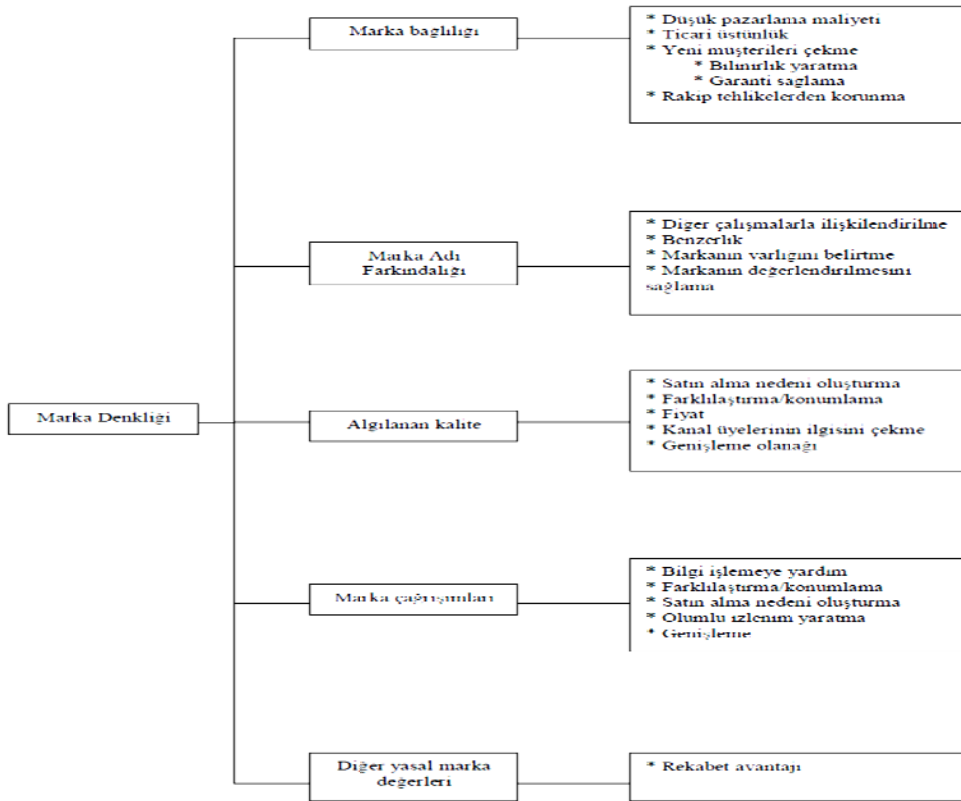 Marka bağlılığı
* Düşük pazarlama maliyeti
* Ticari üstünlük
* Yeni müşterileri çekme
* Bilinirlik yaratma
* Garanti sağlama
* Rakip tehlikelerden korunma
Marka Adı
Farkındalığı
* Diğer çalışmalarla ilişkilendirilme
* Benzerlik
* Markanın varlığını belirtme
* Markanın değerlendirilmesini
sağlama
Marka Denkliği
Algılanan kalite
* Satın alma nedeni oluşturma
* Farklılaştırma/konumlama
* Fiyat
* Kanal üyelerinin ilgisini çekme
* Genişleme olanağı
Marka çağrışımları
* Bilgi işlemeye yardım
* Farklılaştırma/konumlama
* Satın alma nedeni oluşturma
* Olumlu izlenim yaratma
* Genişleme
Diğer yasal marka
değerleri
* Rekabet avantajı